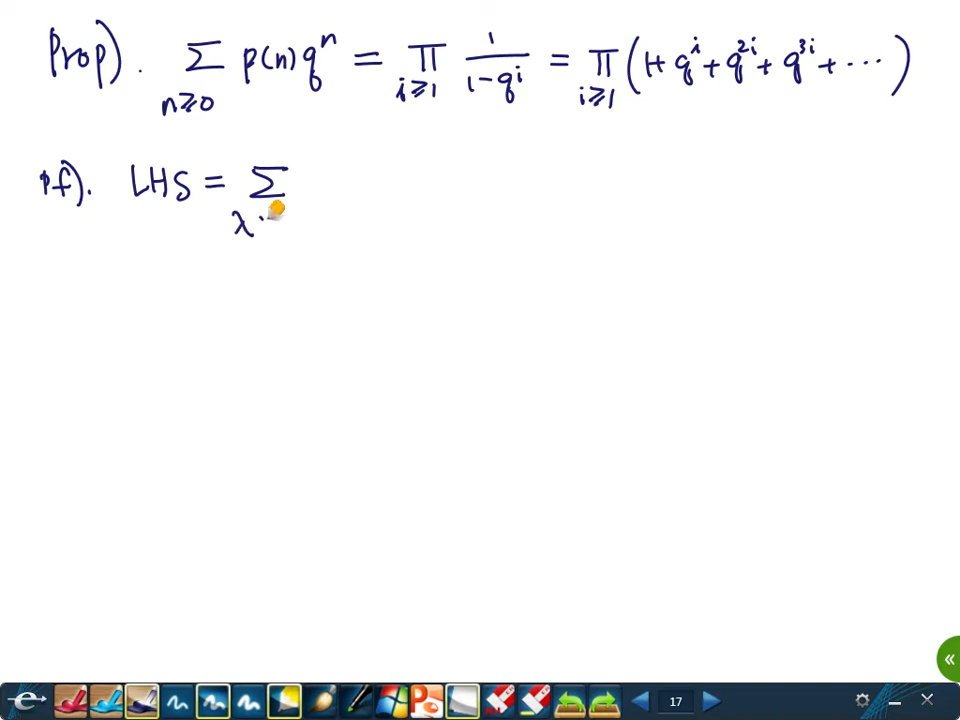 Prop). ∑_{n≥0} p(n) q^n = ∏_{i≥1} 1/(1-q^i) = ∏_{i≥1} (1+q^i+q^{2i}+q^{3i}+⋯)
pf). LHS = ∑_{λ
17